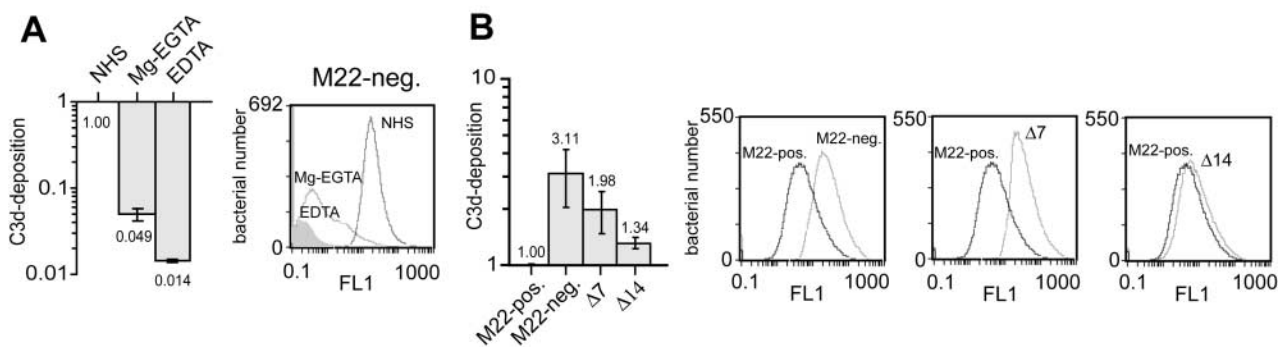 A
NHS
Mg-EGTA
EDTA
C3d-deposition
1
0.1
0.01
1.00
0.049
0.014
M22-neg.
692
bacterial number
0
NHS
Mg-EGTA
EDTA
0.1
1000
FL1
B
C3d-deposition
10
1
1.00
3.11
1.98
1.34
M22-pos.
M22-neg.
Δ7
Δ14
bacterial number
550
0
M22-pos.
M22-neg.
0.1
1000
FL1
550
0
M22-pos.
Δ7
0.1
1000
FL1
550
0
M22-pos.
Δ14
0.1
1000
FL1